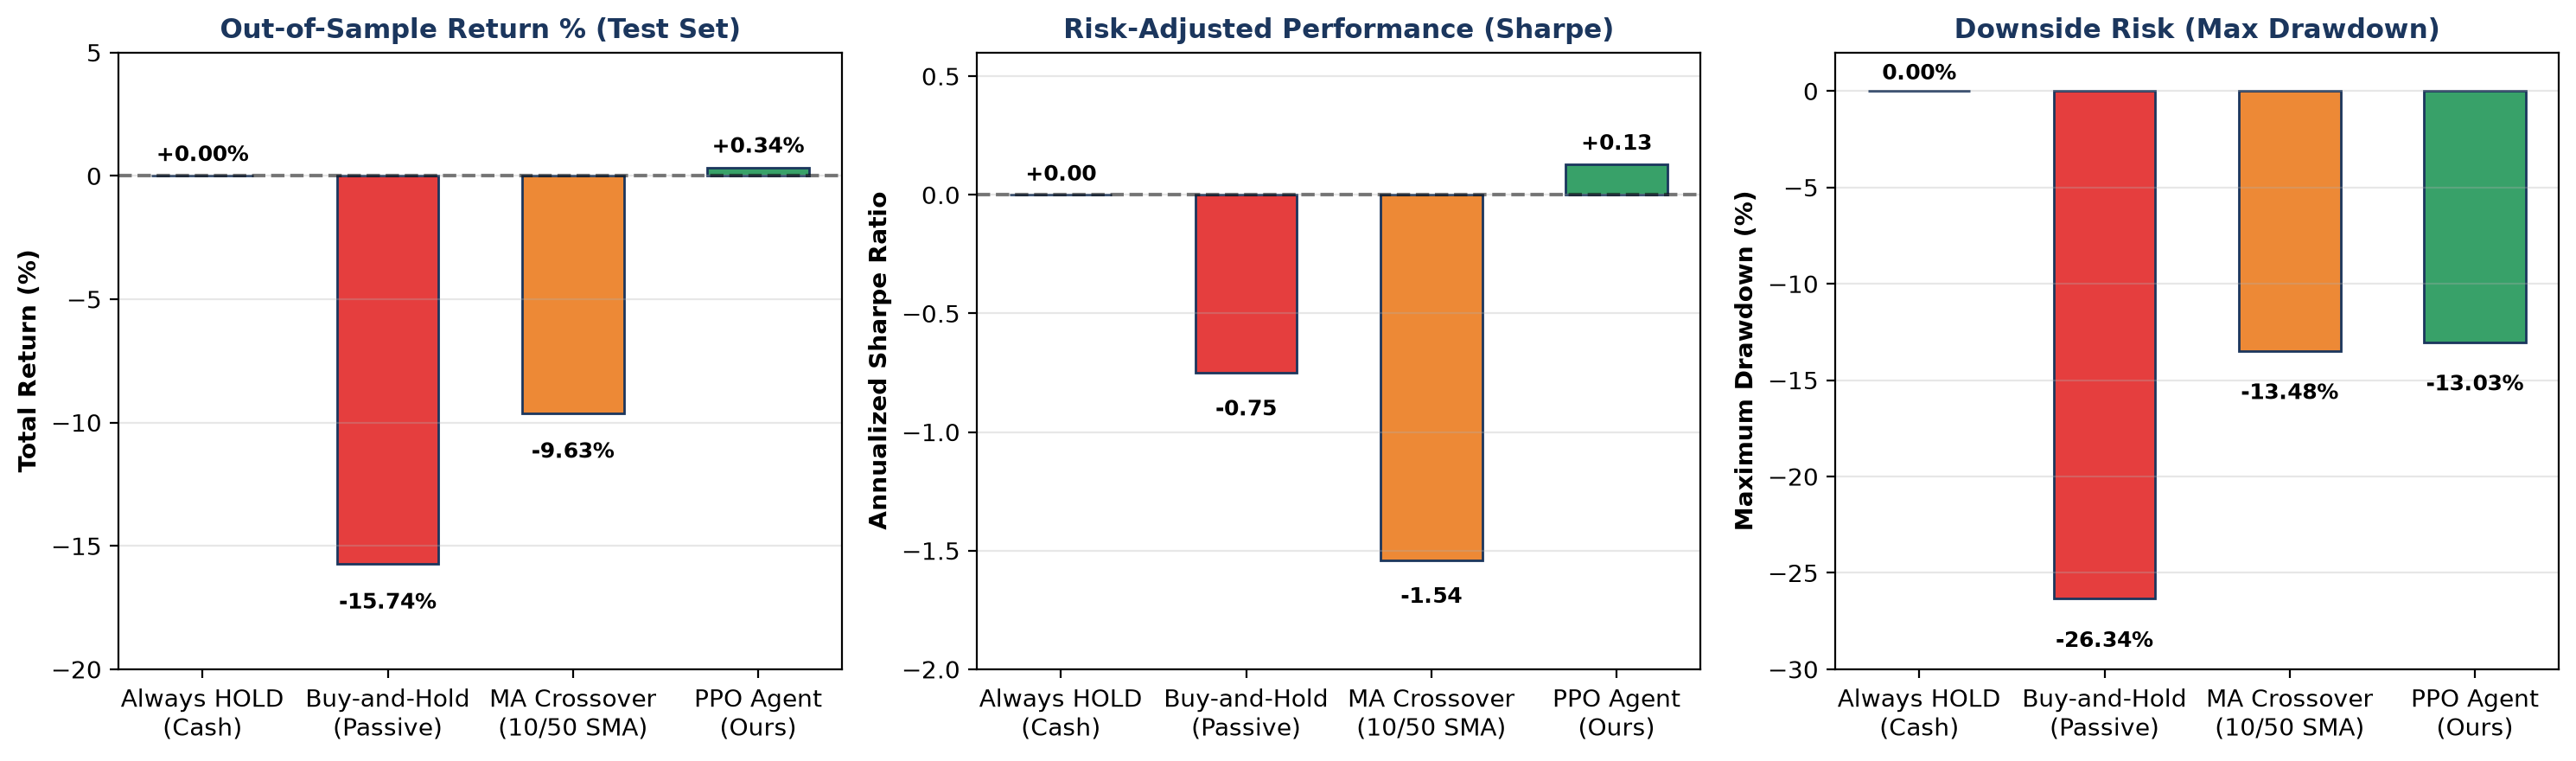 Out-of-Sample Return % (Test Set)
Total Return (%)
5
0
−5
−10
−15
−20
+0.00%
-15.74%
-9.63%
+0.34%
Always HOLD
(Cash)
Buy-and-Hold
(Passive)
MA Crossover
(10/50 SMA)
PPO Agent
(Ours)
Risk-Adjusted Performance (Sharpe)
Annualized Sharpe Ratio
0.5
0.0
−0.5
−1.0
−1.5
−2.0
+0.00
-0.75
-1.54
+0.13
Always HOLD
(Cash)
Buy-and-Hold
(Passive)
MA Crossover
(10/50 SMA)
PPO Agent
(Ours)
Downside Risk (Max Drawdown)
Maximum Drawdown (%)
0
−5
−10
−15
−20
−25
−30
0.00%
-26.34%
-13.48%
-13.03%
Always HOLD
(Cash)
Buy-and-Hold
(Passive)
MA Crossover
(10/50 SMA)
PPO Agent
(Ours)